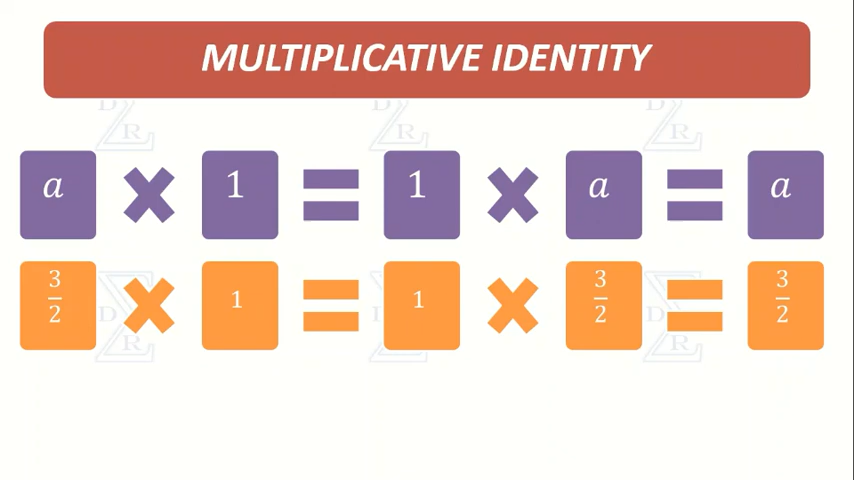 MULTIPLICATIVE IDENTITY
D R D R D R
a × 1 = 1 × a = a
3/2 × 1 = 1 × 3/2 = 3/2
D R D R D R